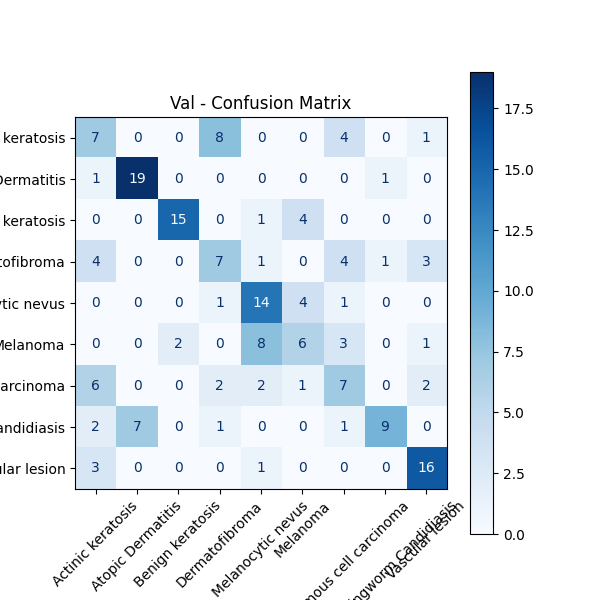 Val - Confusion Matrix
keratosis 7 0 0 8 0 0 4 0 1
Dermatitis 1 19 0 0 0 0 0 1 0
keratosis 0 0 15 0 1 4 0 0 0
tofibroma 4 0 0 7 1 0 4 1 3
ytic nevus 0 0 0 1 14 4 1 0 0
Melanoma 0 0 2 0 8 6 3 0 1
arcinoma 6 0 0 2 2 1 7 0 2
andidiasis 2 7 0 1 0 0 1 9 0
ular lesion 3 0 0 0 1 0 0 0 16
Actinic keratosis
Atopic Dermatitis
Benign keratosis
Dermatofibroma
Melanocytic nevus
Melanoma
mous cell carcinoma
ngworm Candidiasis
Vascular lesion
17.5
15.0
12.5
10.0
7.5
5.0
2.5
0.0